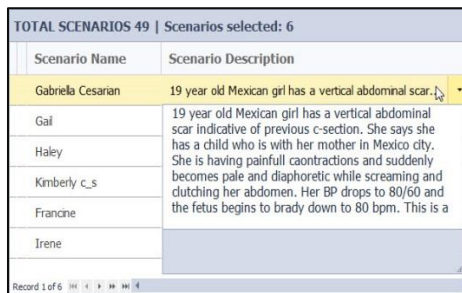 TOTAL SCENARIOS 49 | Scenarios selected: 6
Scenario Name Scenario Description
Gabriella Cesarian 19 year old Mexican girl has a vertical abdominal scar...
Gail
19 year old Mexican girl has a vertical abdominal
scar indicative of previous c-section. She says she
Haley
has a child who is with her mother in Mexico city.
She is having painfull caontractions and suddenly
Kimberly c_s
becomes pale and diaphoretic while screaming and
clutching her abdomen. Her BP drops to 80/60 and
Francine
the fetus begins to brady down to 80 bpm. This is a
Irene
Record 1 of 6